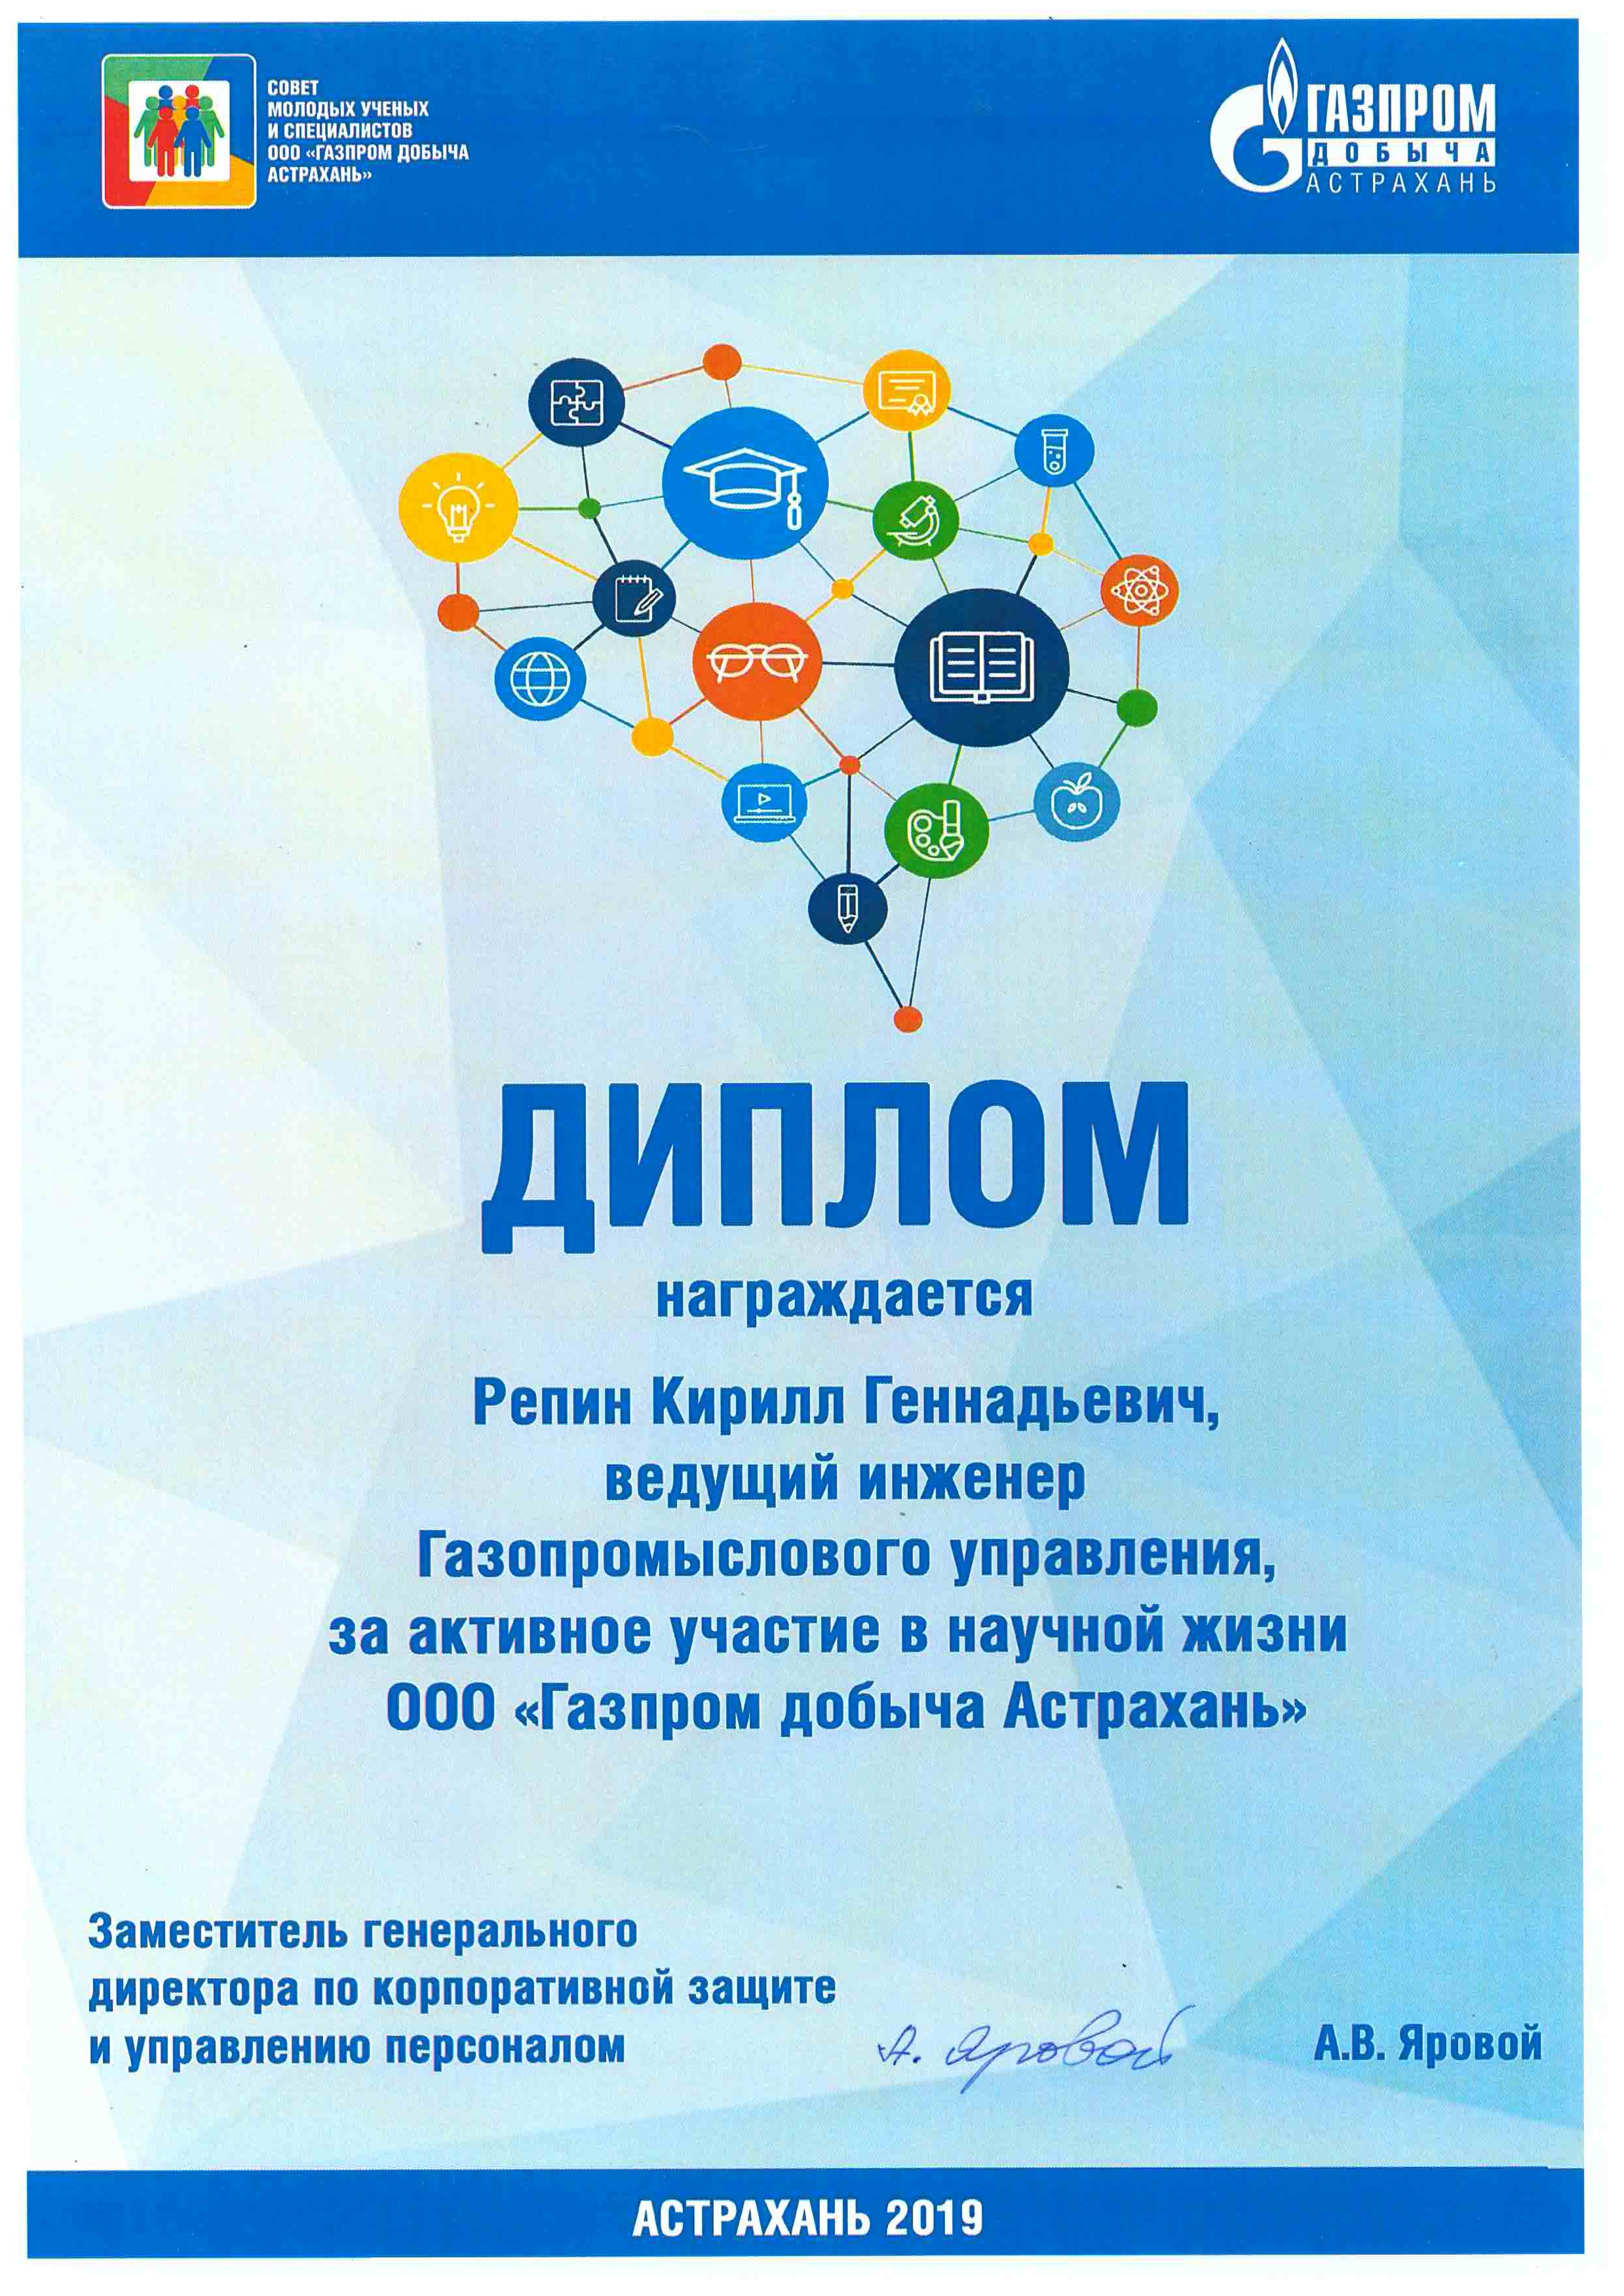 СОВЕТ
МОЛОДЫХ УЧЕНЫХ
И СПЕЦИАЛИСТОВ
ООО «ГАЗПРОМ ДОБЫЧА
АСТРАХАНЬ»
ГАЗПРОМ
ДОБЫЧА
АСТРАХАНЬ
ДИПЛОМ
награждается
Репин Кирилл Геннадьевич,
ведущий инженер
Газопромыслового управления,
за активное участие в научной жизни
ООО «Газпром добыча Астрахань»
Заместитель генерального
директора по корпоративной защите
и управлению персоналом
А. Яровой
А.В. Яровой
АСТРАХАНЬ 2019